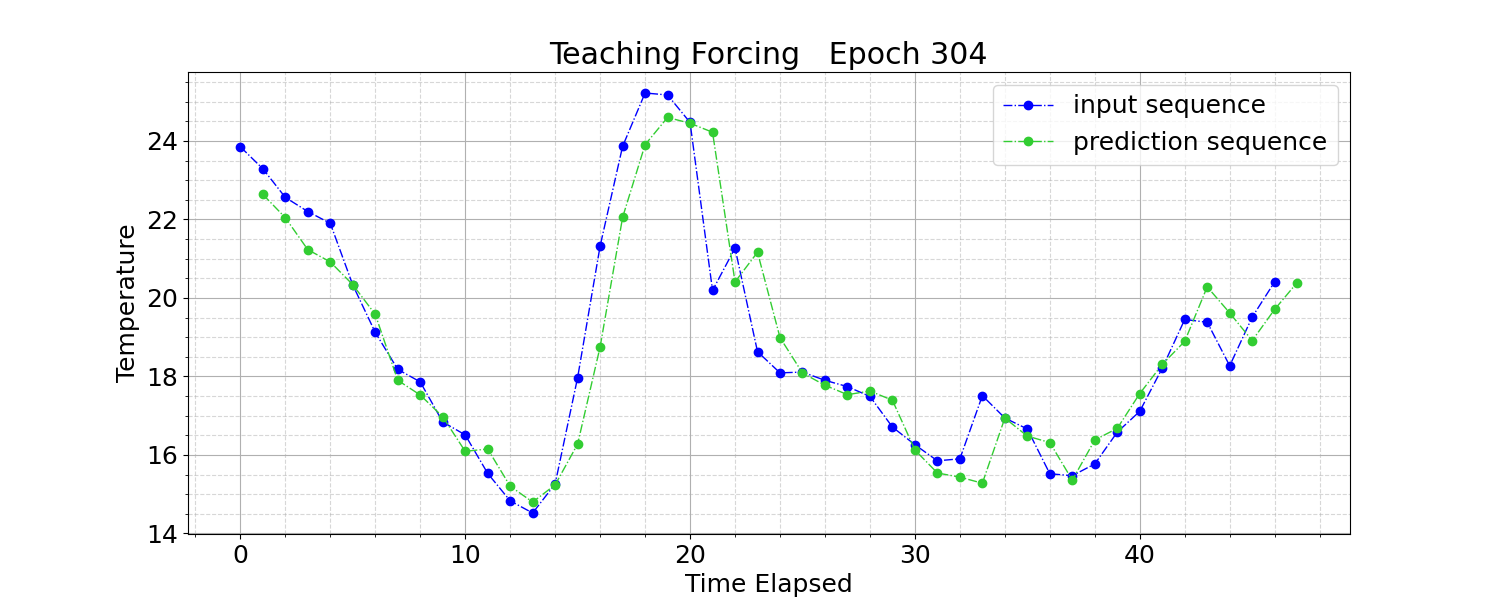 Teaching Forcing   Epoch 304
input sequence
prediction sequence
Temperature
24
22
20
18
16
14
0 10 20 30 40
Time Elapsed